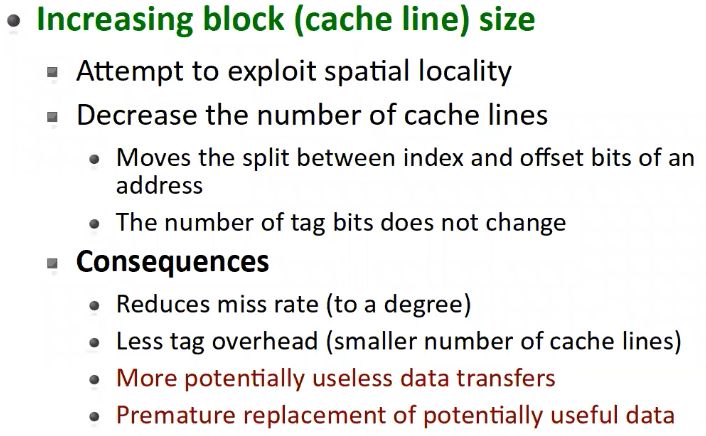 Increasing block (cache line) size
Attempt to exploit spatial locality
Decrease the number of cache lines
Moves the split between index and offset bits of an
address
The number of tag bits does not change
Consequences
Reduces miss rate (to a degree)
Less tag overhead (smaller number of cache lines)
More potentially useless data transfers
Premature replacement of potentially useful data